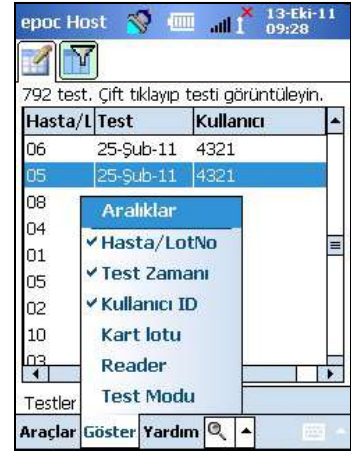 epoc Host 13-Eki-11
09:28
792 test. Çift tıklayıp testi görüntüleyin.
Hasta/L Test Kullanıcı
06 25-Şub-11 4321
05 25-Şub-11 4321
08
04
01
05
02
10
03
Aralıklar
Hasta/LotNo
Test Zamanı
Kullanıcı ID
Kart lotu
Reader
Test Modu
Testler
Araçlar Göster Yardım